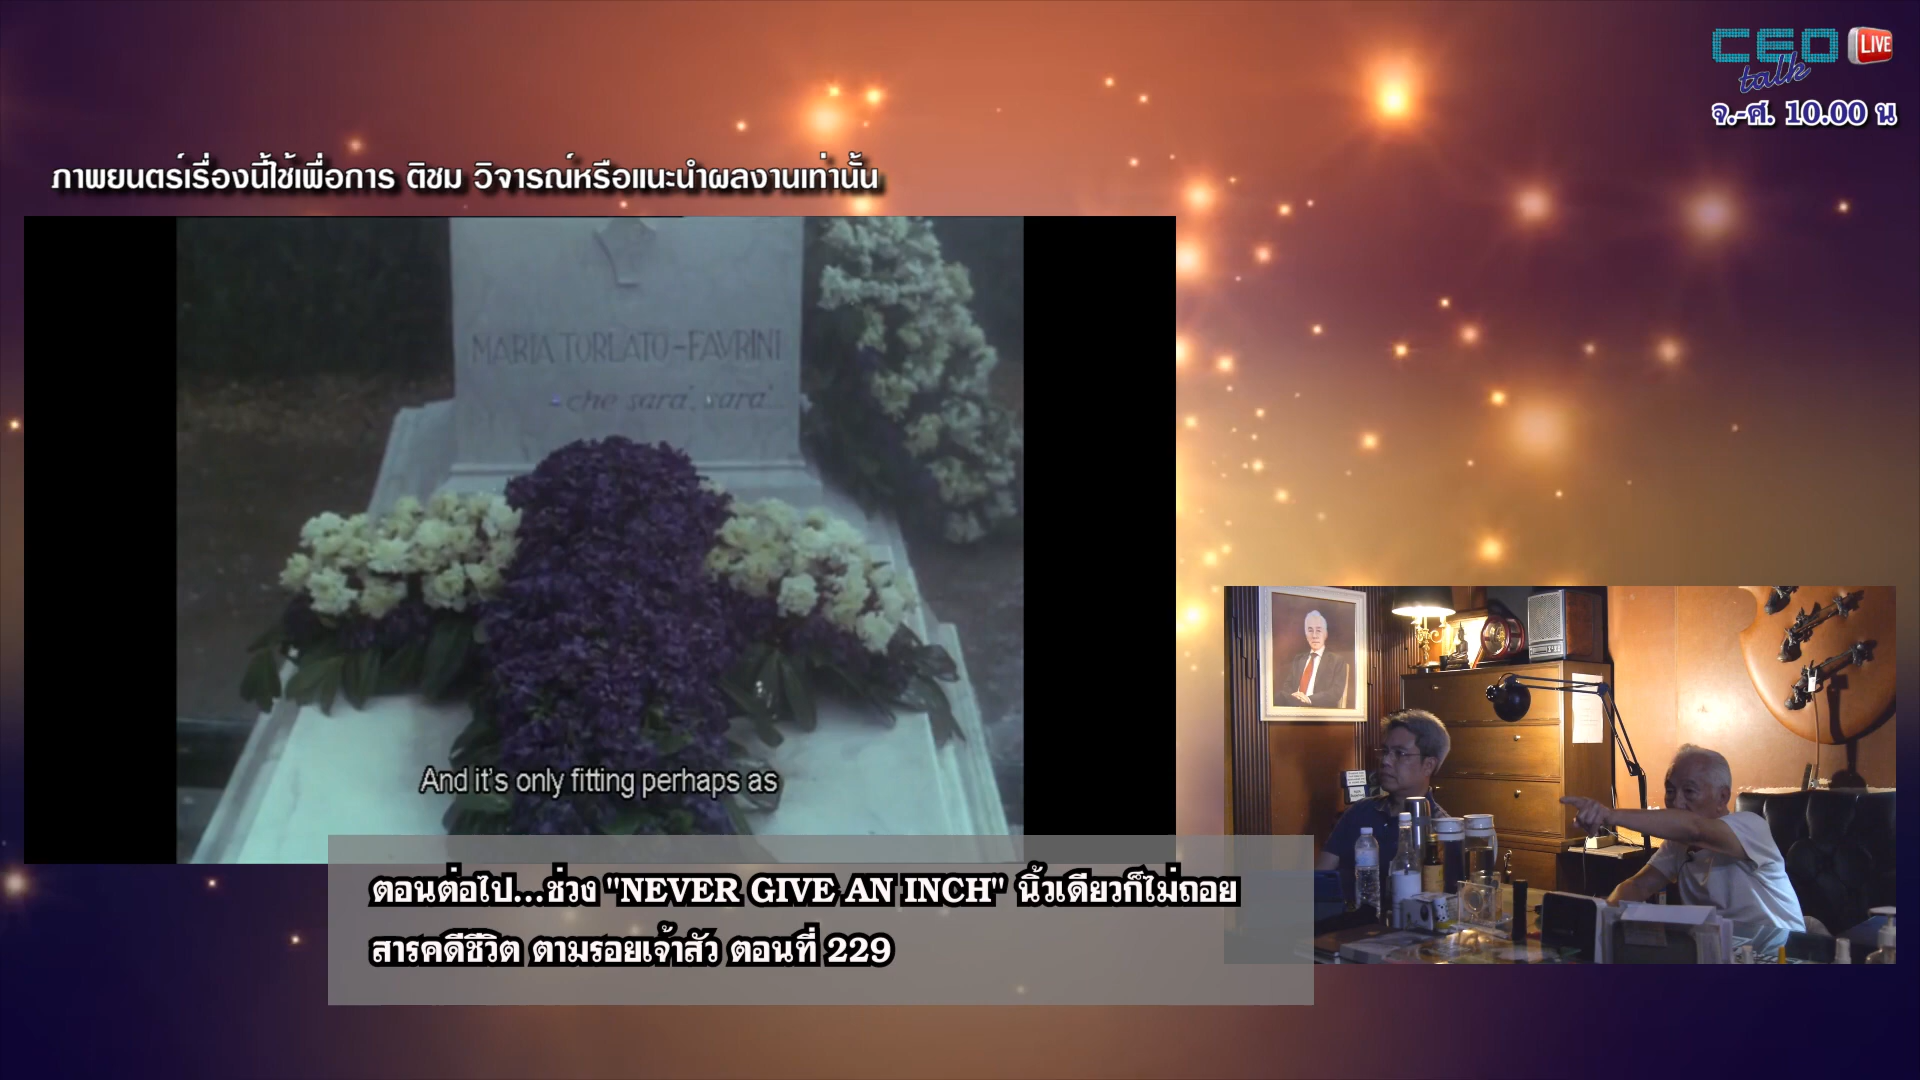 CEO LIVE
talk
จ.-ศ. 10.00 น
ภาพยนตร์เรื่องนี้ใช้เพื่อการ ติชม วิจารณ์หรือแนะนำผลงานเท่านั้น
MARIA TORLATO-FAVRINI
che sara', sara'
And it's only fitting perhaps as
ตอนต่อไป...ช่วง "NEVER GIVE AN INCH" นิ้วเดียวก็ไม่ถอย
สารคดีชีวิต ตามรอยเจ้าสัว ตอนที่ 229